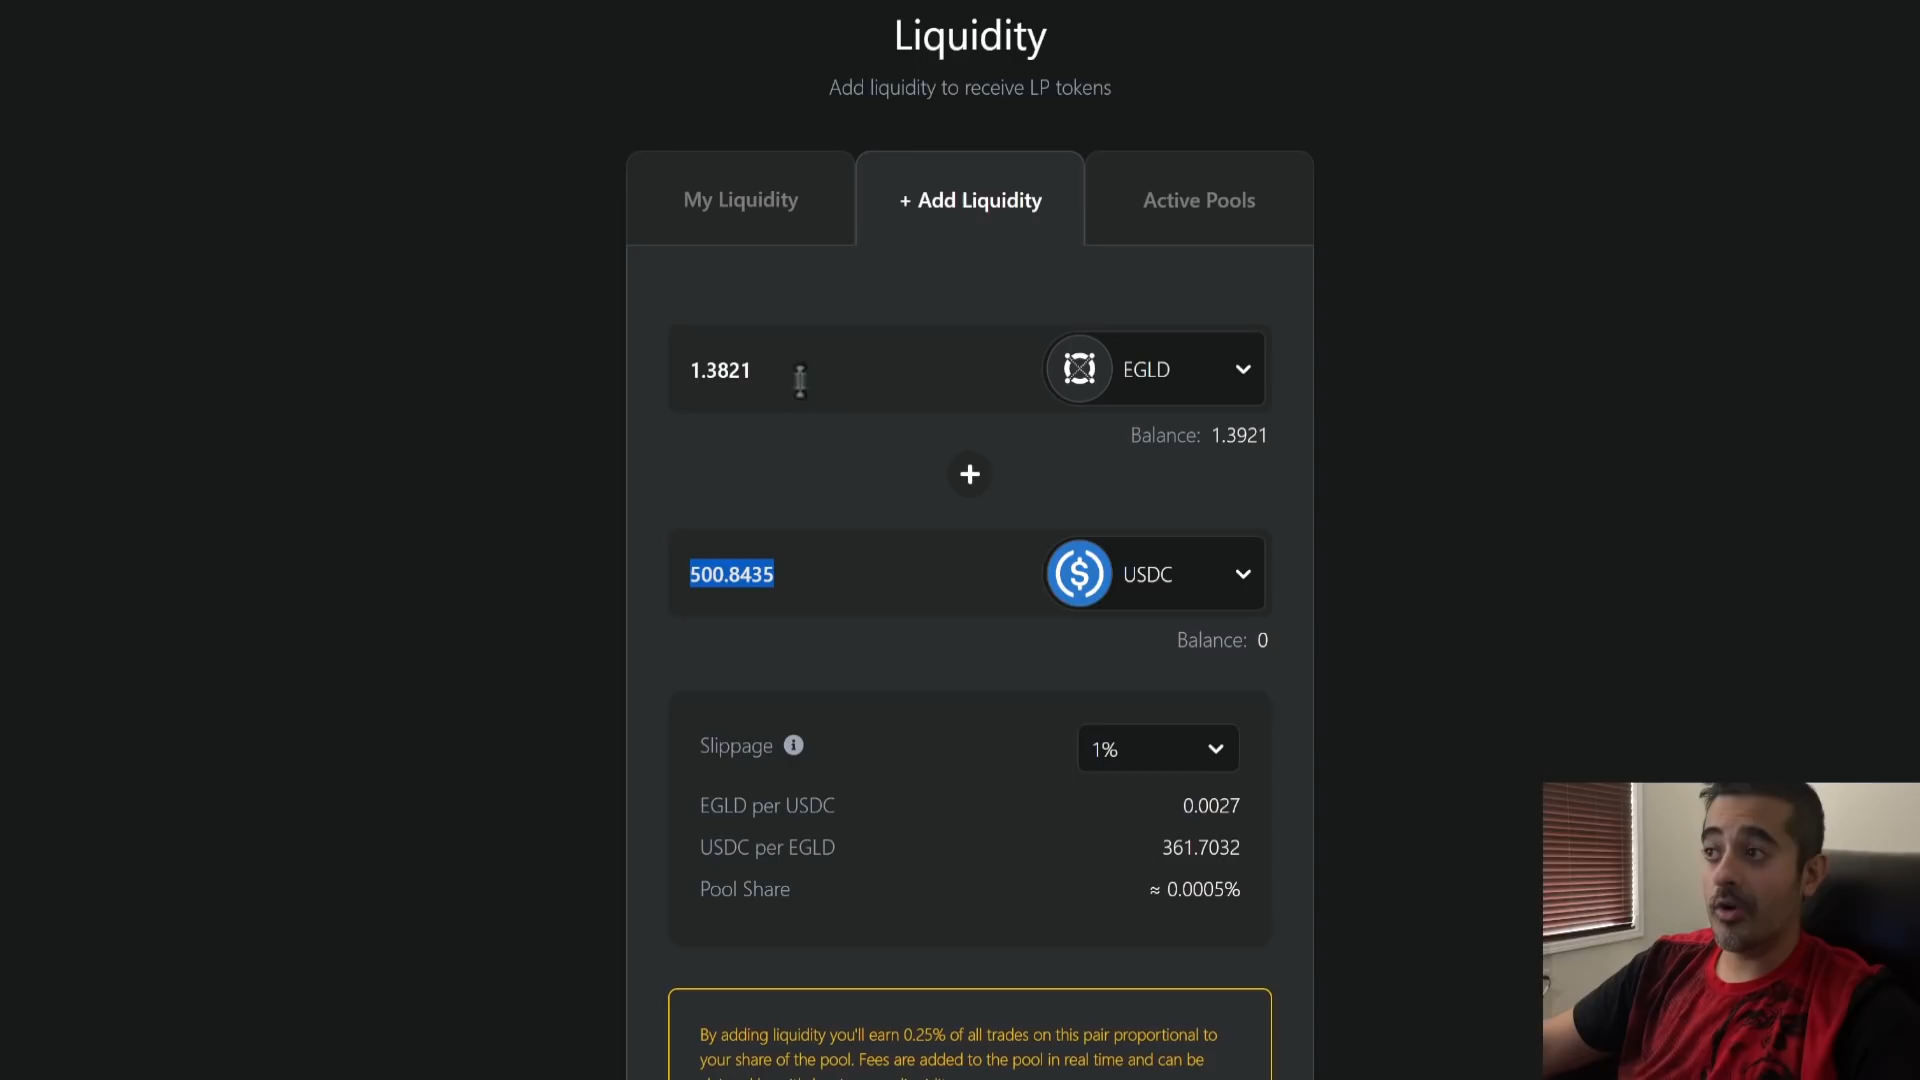 Liquidity
Add liquidity to receive LP tokens
My Liquidity
+ Add Liquidity
Active Pools
1.3821
EGLD
Balance: 1.3921
+
500.8435
USDC
Balance: 0
Slippage
1%
EGLD per USDC
0.0027
USDC per EGLD
361.7032
Pool Share
≈ 0.0005%
By adding liquidity you'll earn 0.25% of all trades on this pair proportional to
your share of the pool. Fees are added to the pool in real time and can be